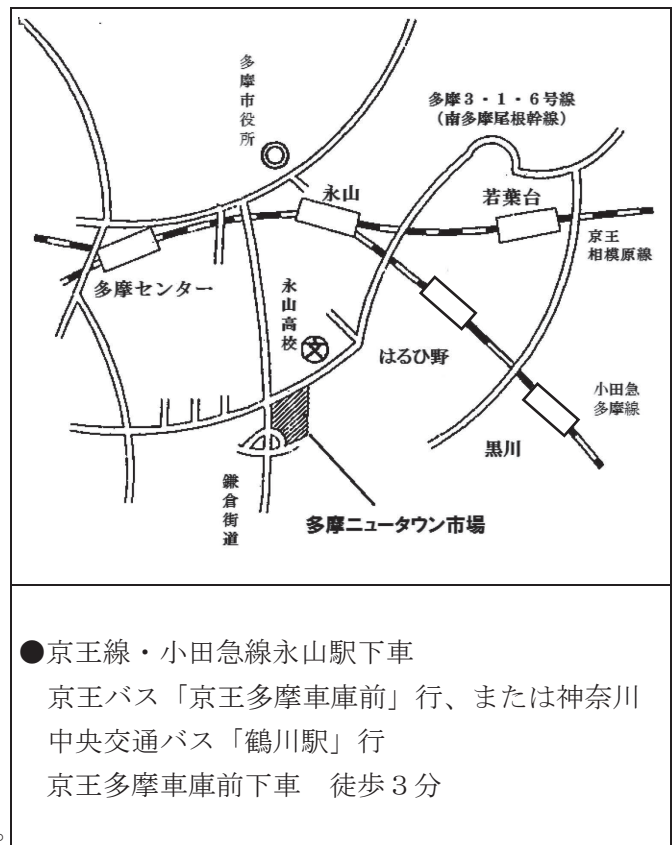 多摩市役所
多摩3・1・6号線
(南多摩尾根幹線)
永山
若葉台
京王
相模原線
多摩センター
永山高校
文
はるひ野
小田急
多摩線
黒川
鎌倉街道
多摩ニュータウン市場
●京王線・小田急線永山駅下車
京王バス「京王多摩車庫前」行、または神奈川
中央交通バス「鶴川駅」行
京王多摩車庫前下車　徒歩3分
。